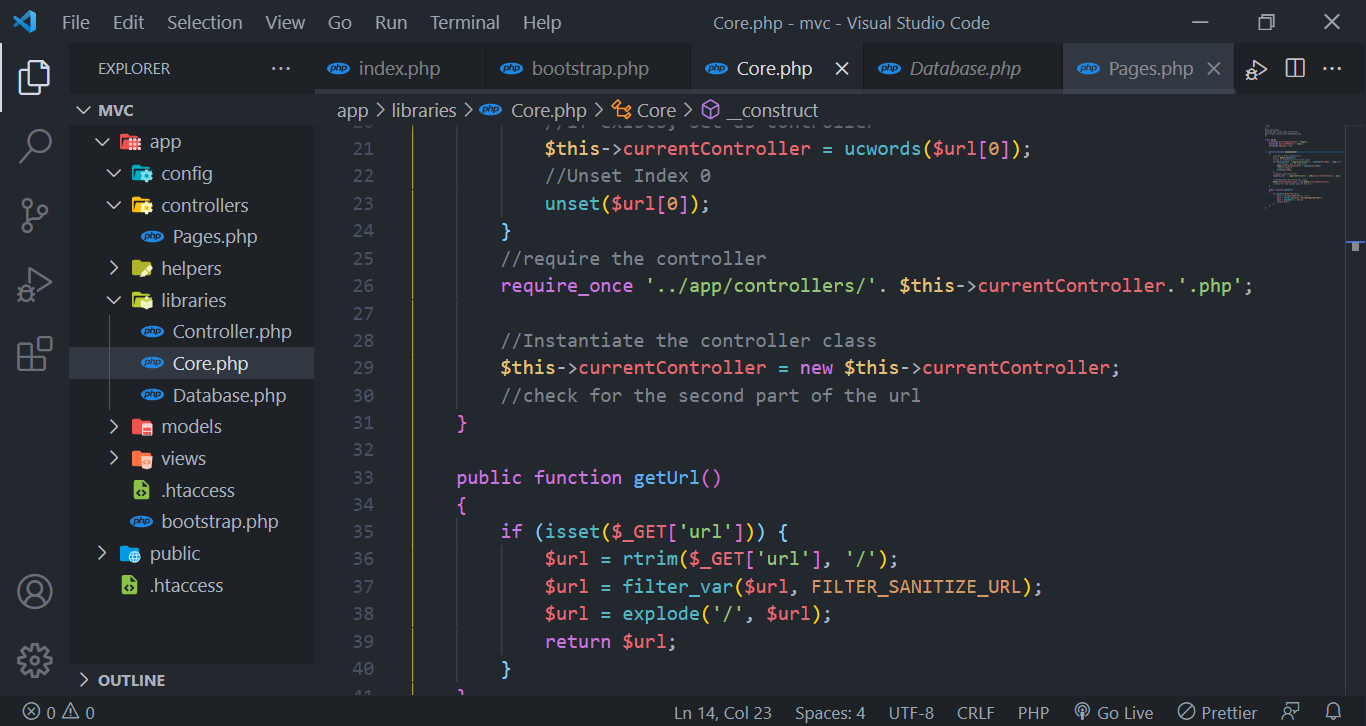 File Edit Selection View Go Run Terminal Help Core.php - mvc - Visual Studio Code
EXPLORER
index.php bootstrap.php Core.php Database.php Pages.php
MVC
app > libraries > Core.php > Core > __construct
app
config
controllers
Pages.php
helpers
libraries
Controller.php
Core.php
Database.php
models
views
.htaccess
bootstrap.php
public
.htaccess
OUTLINE
21 $this->currentController = ucwords($url[0]);
22 //Unset Index 0
23 unset($url[0]);
24 }
25 //require the controller
26 require_once '../app/controllers/'. $this->currentController.'.php';
27
28 //Instantiate the controller class
29 $this->currentController = new $this->currentController;
30 //check for the second part of the url
31 }
32
33 public function getUrl()
34 {
35 if (isset($_GET['url'])) {
36 $url = rtrim($_GET['url'], '/');
37 $url = filter_var($url, FILTER_SANITIZE_URL);
38 $url = explode('/', $url);
39 return $url;
40 }
0 0 Ln 14, Col 23 Spaces: 4 UTF-8 CRLF PHP Go Live Prettier